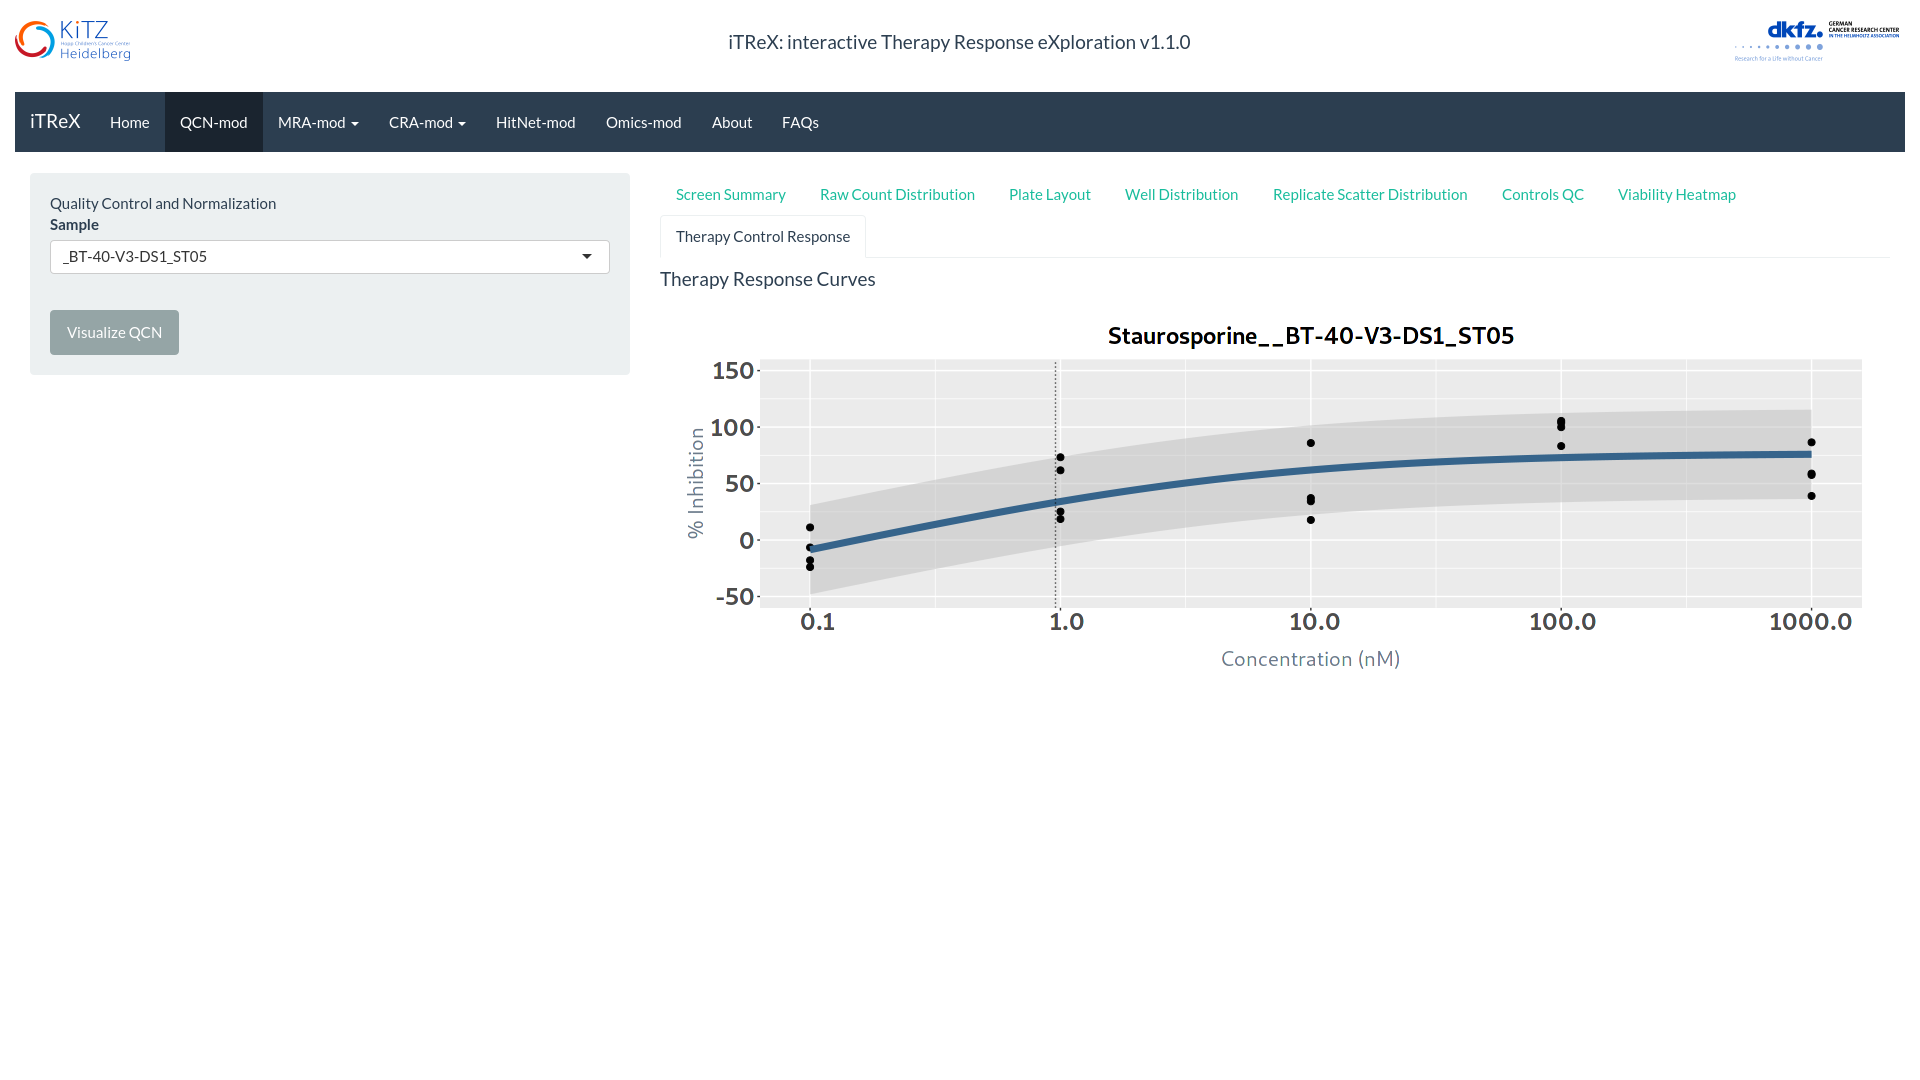 KiTZ
Hopp Children's Cancer Center
Heidelberg
iTReX: interactive Therapy Response eXploration v1.1.0
dkfz.
GERMAN
CANCER RESEARCH CENTER
IN THE HELMHOLTZ ASSOCIATION
Research for a Life without Cancer
iTReX Home QCN-mod MRA-mod CRA-mod HitNet-mod Omics-mod About FAQs
Quality Control and Normalization
Sample
_BT-40-V3-DS1_ST05
Visualize QCN
Screen Summary Raw Count Distribution Plate Layout Well Distribution Replicate Scatter Distribution Controls QC Viability Heatmap
Therapy Control Response
Therapy Response Curves
Staurosporine__BT-40-V3-DS1_ST05
% Inhibition
150
100
50
0
-50
0.1 1.0 10.0 100.0 1000.0
Concentration (nM)